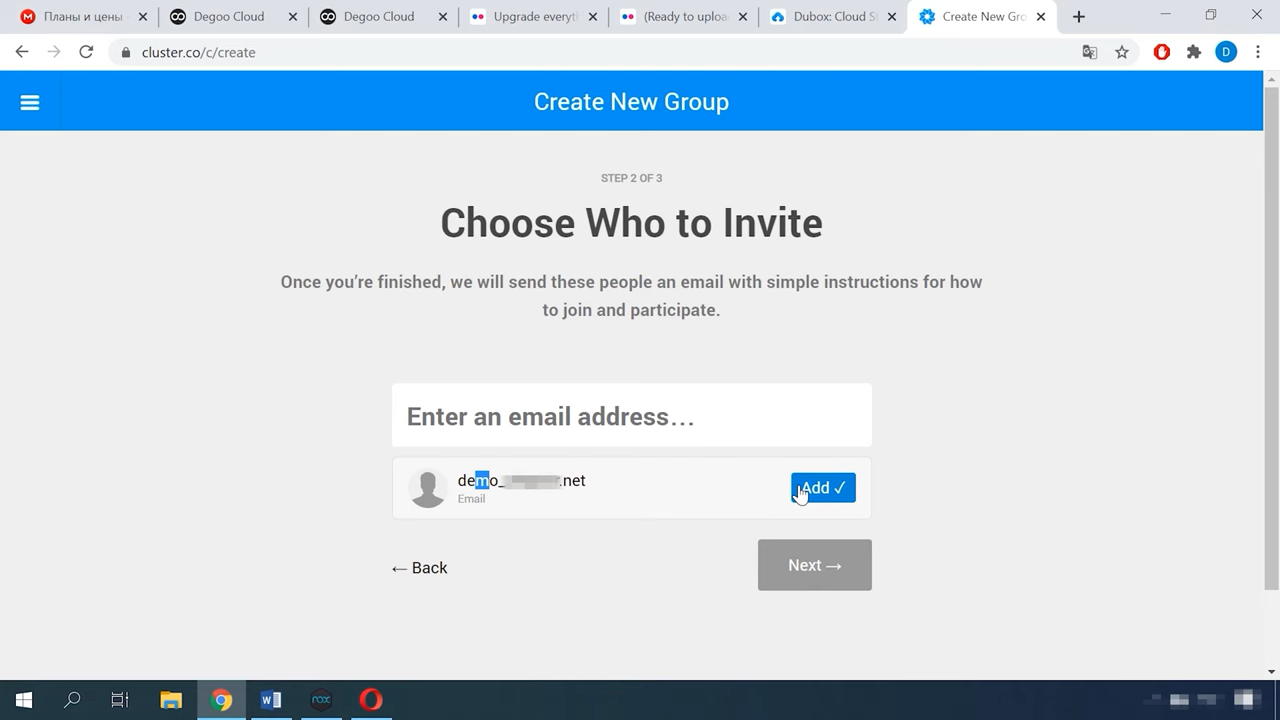 Планы и цены
Degoo Cloud
Degoo Cloud
Upgrade everyt
(Ready to uploa
Dubox: Cloud S
Create New Gro
cluster.co/c/create
D
Create New Group
STEP 2 OF 3
Choose Who to Invite
Once you're finished, we will send these people an email with simple instructions for how
to join and participate.
Enter an email address…
demo_ .net
Add ✓
Email
← Back
Next →
W
nox